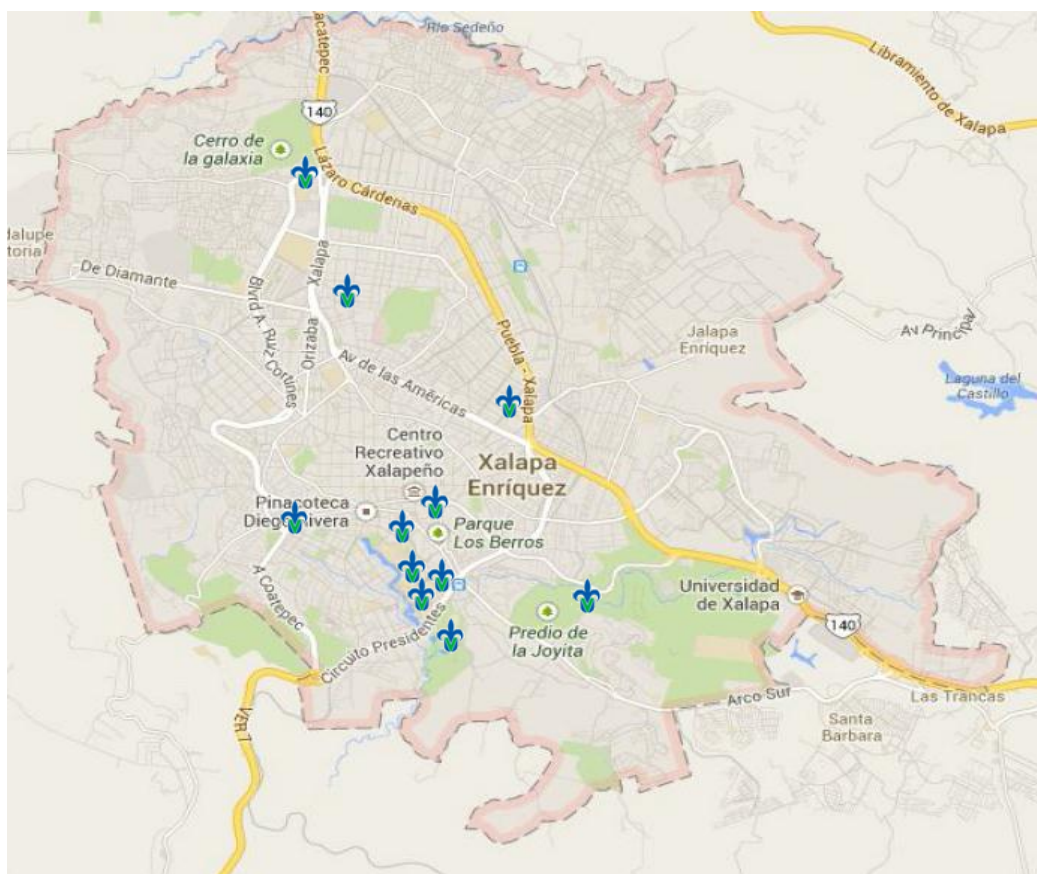 Río Sedeño
acatepec
Libramiento de Xalapa
140
Cerro de
la galaxia
Lázaro Cárdenas
dalupe
toria
De Diamante
Xalapa
Orizaba
Blvrd A. Ruiz Cortines
Puebla - Xalapa
Jalapa
Enríquez
Av Principal
Laguna del
Castillo
Av de las Américas
Centro
Recreativo
Xalapeño
Xalapa
Enríquez
Pinacoteca
Diego Rivera
Parque
Los Berros
A Coatepec
Circuito Presidentes
Predio de
la Joyita
Universidad
de Xalapa
140
Arco Sur
Las Trancas
Santa
Barbara
VER 1